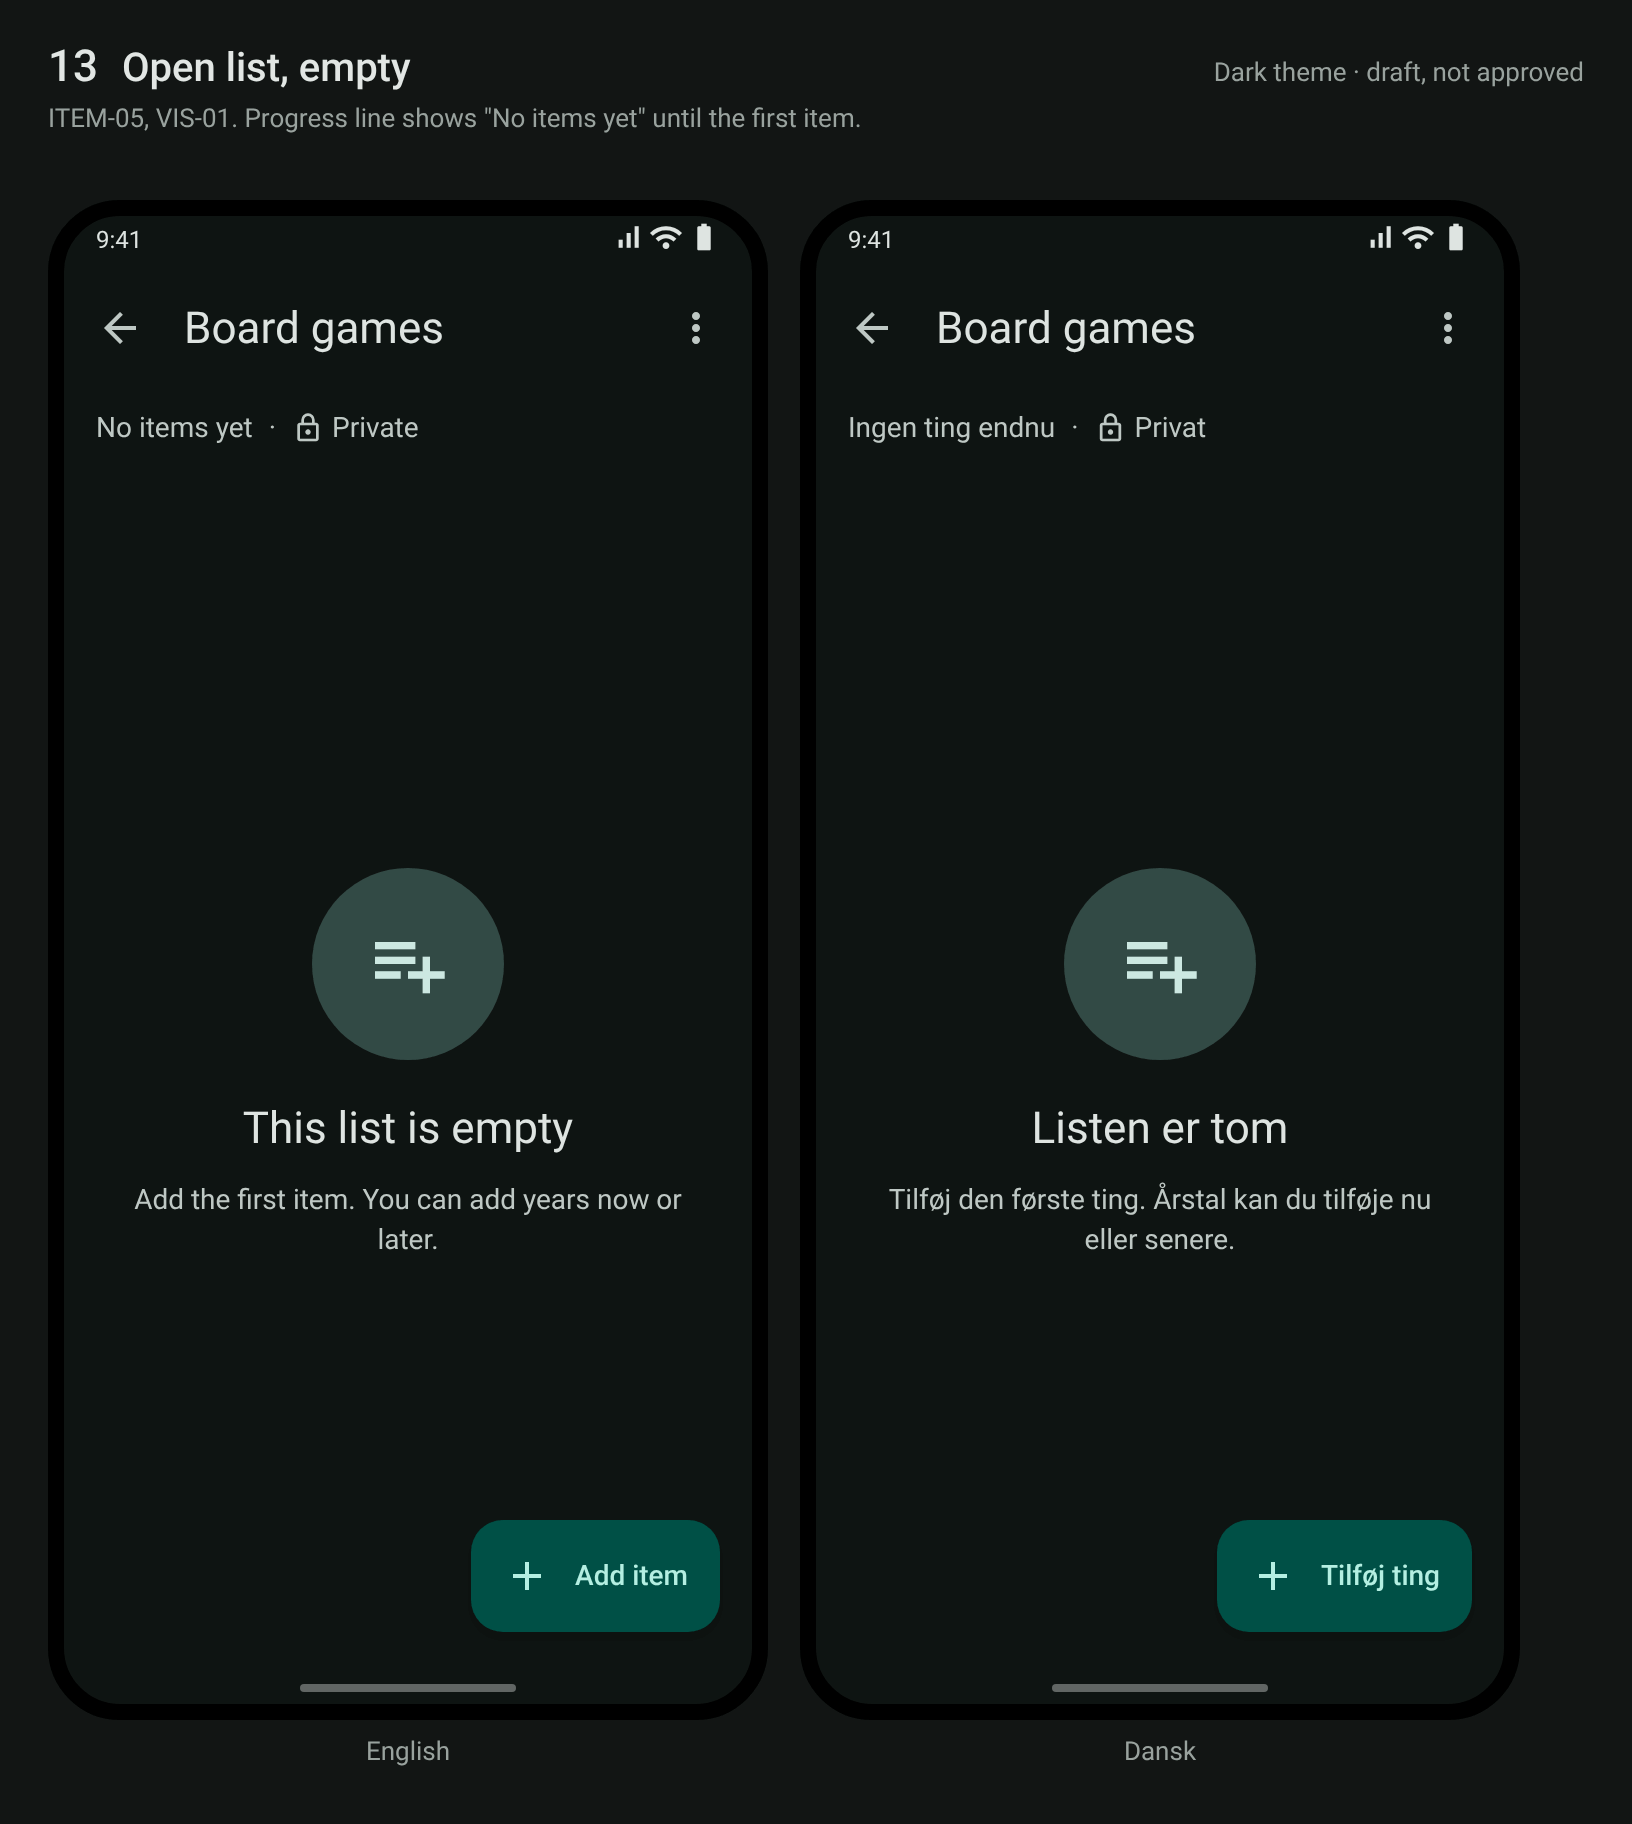 13 Open list, empty
Dark theme · draft, not approved
ITEM-05, VIS-01. Progress line shows "No items yet" until the first item.
9:41
Board games
No items yet · Private
This list is empty
Add the first item. You can add years now or
later.
Add item
English
9:41
Board games
Ingen ting endnu · Privat
Listen er tom
Tilføj den første ting. Årstal kan du tilføje nu
eller senere.
Tilføj ting
Dansk